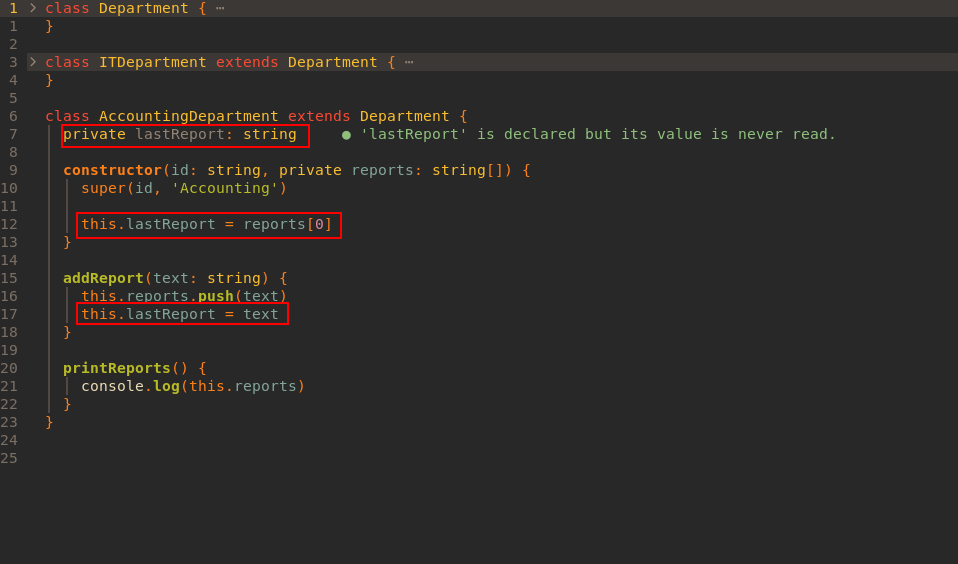 1 > class Department { ⋯
1 }
2
3 > class ITDepartment extends Department { ⋯
4 }
5
6 class AccountingDepartment extends Department {
7 private lastReport: string ● 'lastReport' is declared but its value is never read.
8
9 constructor(id: string, private reports: string[]) {
10 super(id, 'Accounting')
11
12 this.lastReport = reports[0]
13 }
14
15 addReport(text: string) {
16 this.reports.push(text)
17 this.lastReport = text
18 }
19
20 printReports() {
21 console.log(this.reports)
22 }
23 }
24
25